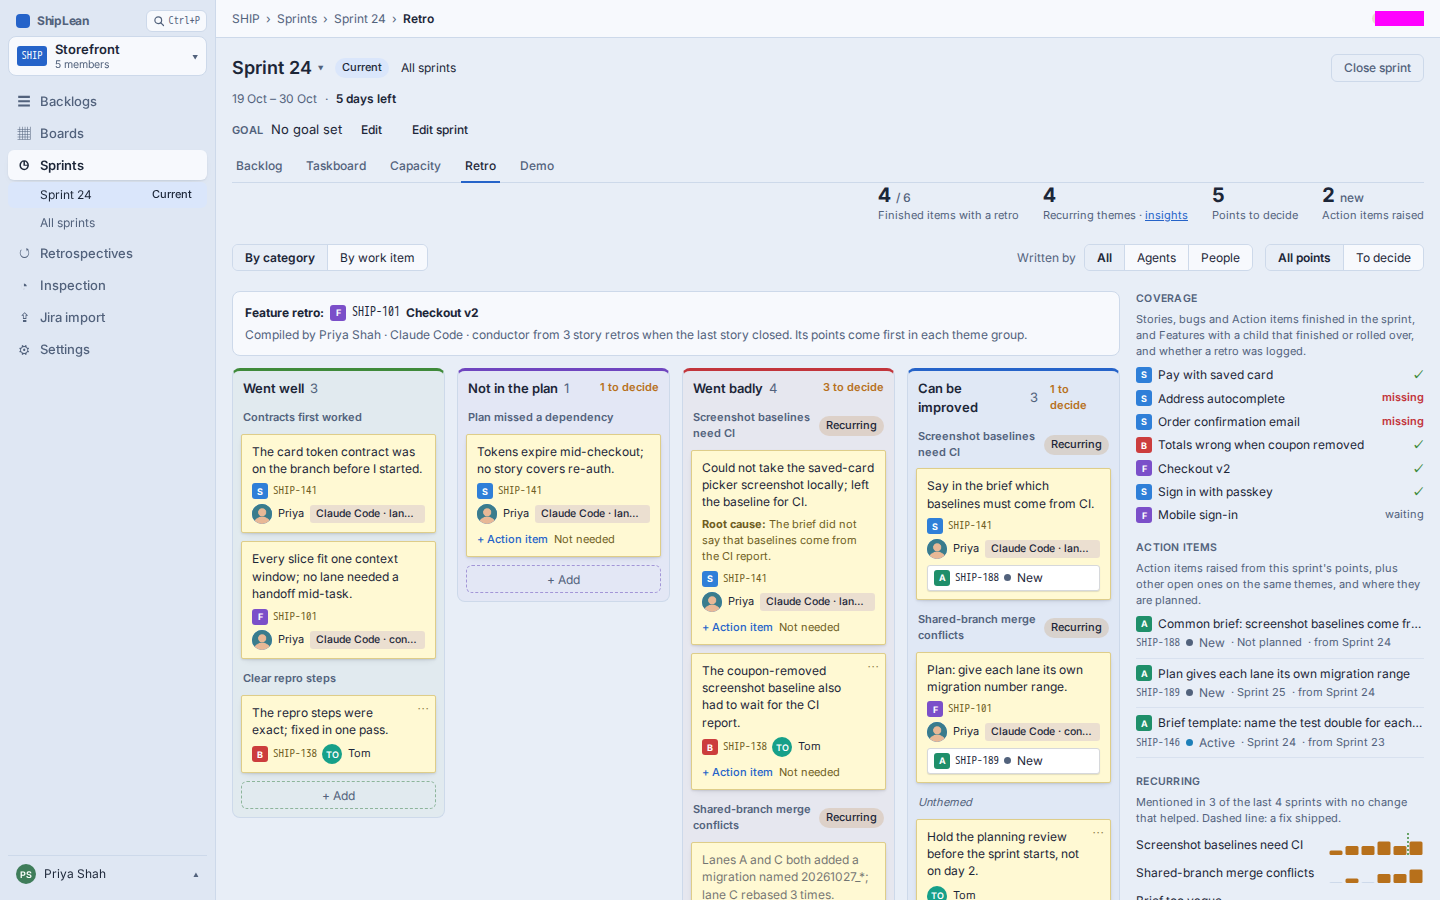 ShipLean
Ctrl+P
SHIP
Storefront
5 members
Backlogs
Boards
Sprints
Sprint 24 Current
All sprints
Retrospectives
Inspection
Jira import
Settings
PS Priya Shah
SHIP › Sprints › Sprint 24 › Retro
Sprint 24 Current All sprints
Close sprint
19 Oct – 30 Oct · 5 days left
GOAL No goal set Edit Edit sprint
Backlog Taskboard Capacity Retro Demo
4 / 6
Finished items with a retro
4
Recurring themes · insights
5
Points to decide
2 new
Action items raised
By category By work item
Written by All Agents People
All points To decide
Feature retro: F SHIP-101 Checkout v2
Compiled by Priya Shah · Claude Code · conductor from 3 story retros when the last story closed. Its points come first in each theme group.
Went well 3
Contracts first worked
The card token contract was
on the branch before I started.
S SHIP-141
Priya Claude Code · lan...
Every slice fit one context
window; no lane needed a
handoff mid-task.
F SHIP-101
Priya Claude Code · con...
Clear repro steps
The repro steps were
exact; fixed in one pass.
...
B SHIP-138 TO Tom
+ Add
Not in the plan 1 1 to decide
Plan missed a dependency
Tokens expire mid-checkout;
no story covers re-auth.
S SHIP-141
Priya Claude Code · lan...
+ Action item Not needed
+ Add
Went badly 4 3 to decide
Screenshot baselines
need CI
Recurring
Could not take the saved-card
picker screenshot locally; left
the baseline for CI.
Root cause: The brief did not
say that baselines come from
the CI report.
S SHIP-141
Priya Claude Code · lan...
+ Action item Not needed
The coupon-removed
screenshot baseline also
had to wait for the CI
report.
...
B SHIP-138 TO Tom
+ Action item Not needed
Shared-branch merge
conflicts
Recurring
Lanes A and C both added a
migration named 20261027_*;
lane C rebased 3 times.
Can be
improved
3
1 to
decide
Screenshot baselines
need CI
Recurring
Say in the brief which
baselines must come from CI.
S SHIP-141
Priya Claude Code · lan...
A SHIP-188 New
Shared-branch merge
conflicts
Recurring
Plan: give each lane its own
migration number range.
F SHIP-101
Priya Claude Code · con...
A SHIP-189 New
Unthemed
Hold the planning review
before the sprint starts, not
on day 2.
...
TO Tom
COVERAGE
Stories, bugs and Action items finished in the sprint,
and Features with a child that finished or rolled over,
and whether a retro was logged.
S Pay with saved card ✓
S Address autocomplete missing
S Order confirmation email missing
B Totals wrong when coupon removed ✓
F Checkout v2 ✓
S Sign in with passkey ✓
F Mobile sign-in waiting
ACTION ITEMS
Action items raised from this sprint's points, plus
other open ones on the same themes, and where they
are planned.
A Common brief: screenshot baselines come fr...
SHIP-188 New · Not planned · from Sprint 24
A Plan gives each lane its own migration range
SHIP-189 New · Sprint 25 · from Sprint 24
A Brief template: name the test double for each...
SHIP-146 Active · Sprint 24 · from Sprint 23
RECURRING
Mentioned in 3 of the last 4 sprints with no change
that helped. Dashed line: a fix shipped.
Screenshot baselines need CI
Shared-branch merge conflicts